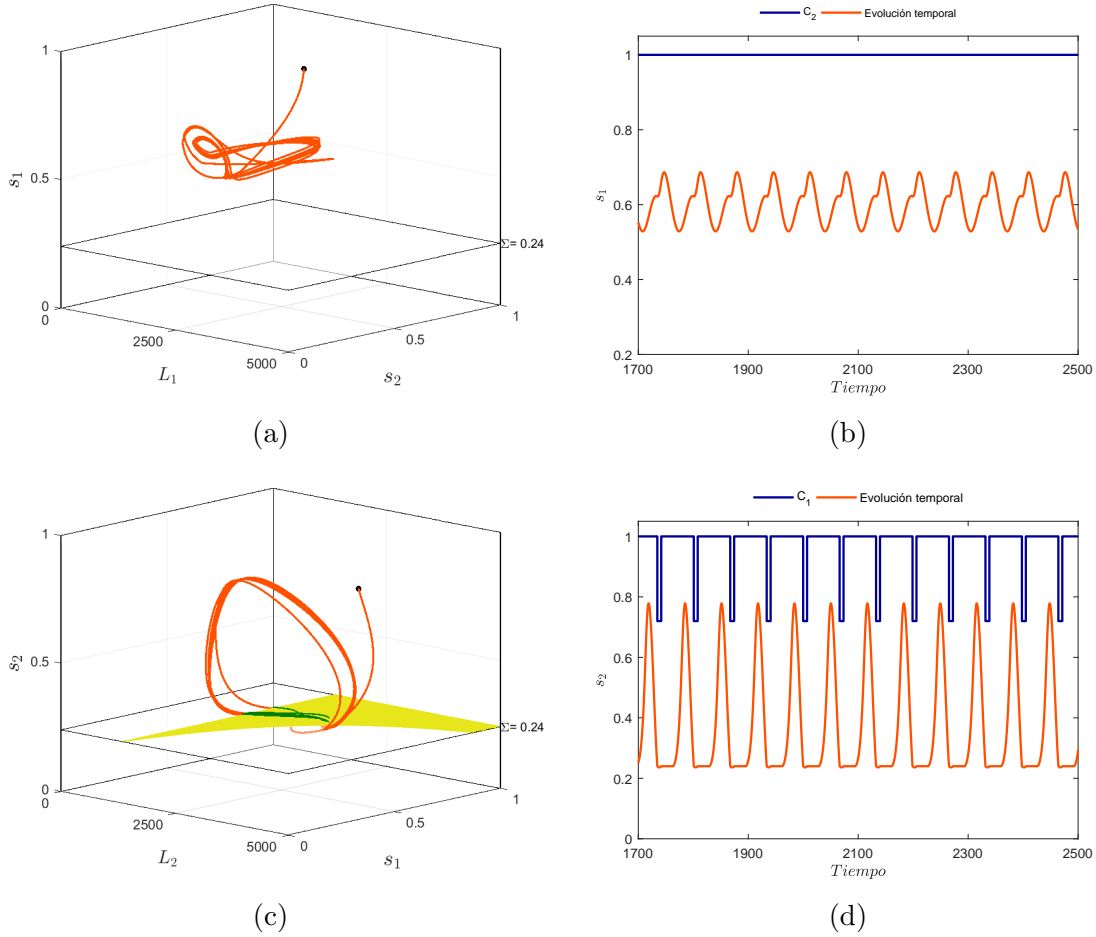 1
0.5
0
s₁
Σ= 0.24
0
2500
5000
L₁
0
0.5
1
s₂
(a)
C₂ Evolución temporal
1
0.8
0.6
0.4
0.2
s₁
1700 1900 2100 2300 2500
Tiempo
(b)
1
0.5
0
s₂
Σ= 0.24
0
2500
5000
L₂
0
0.5
1
s₁
(c)
C₁ Evolución temporal
1
0.8
0.6
0.4
0.2
0
s₂
1700 1900 2100 2300 2500
Tiempo
(d)